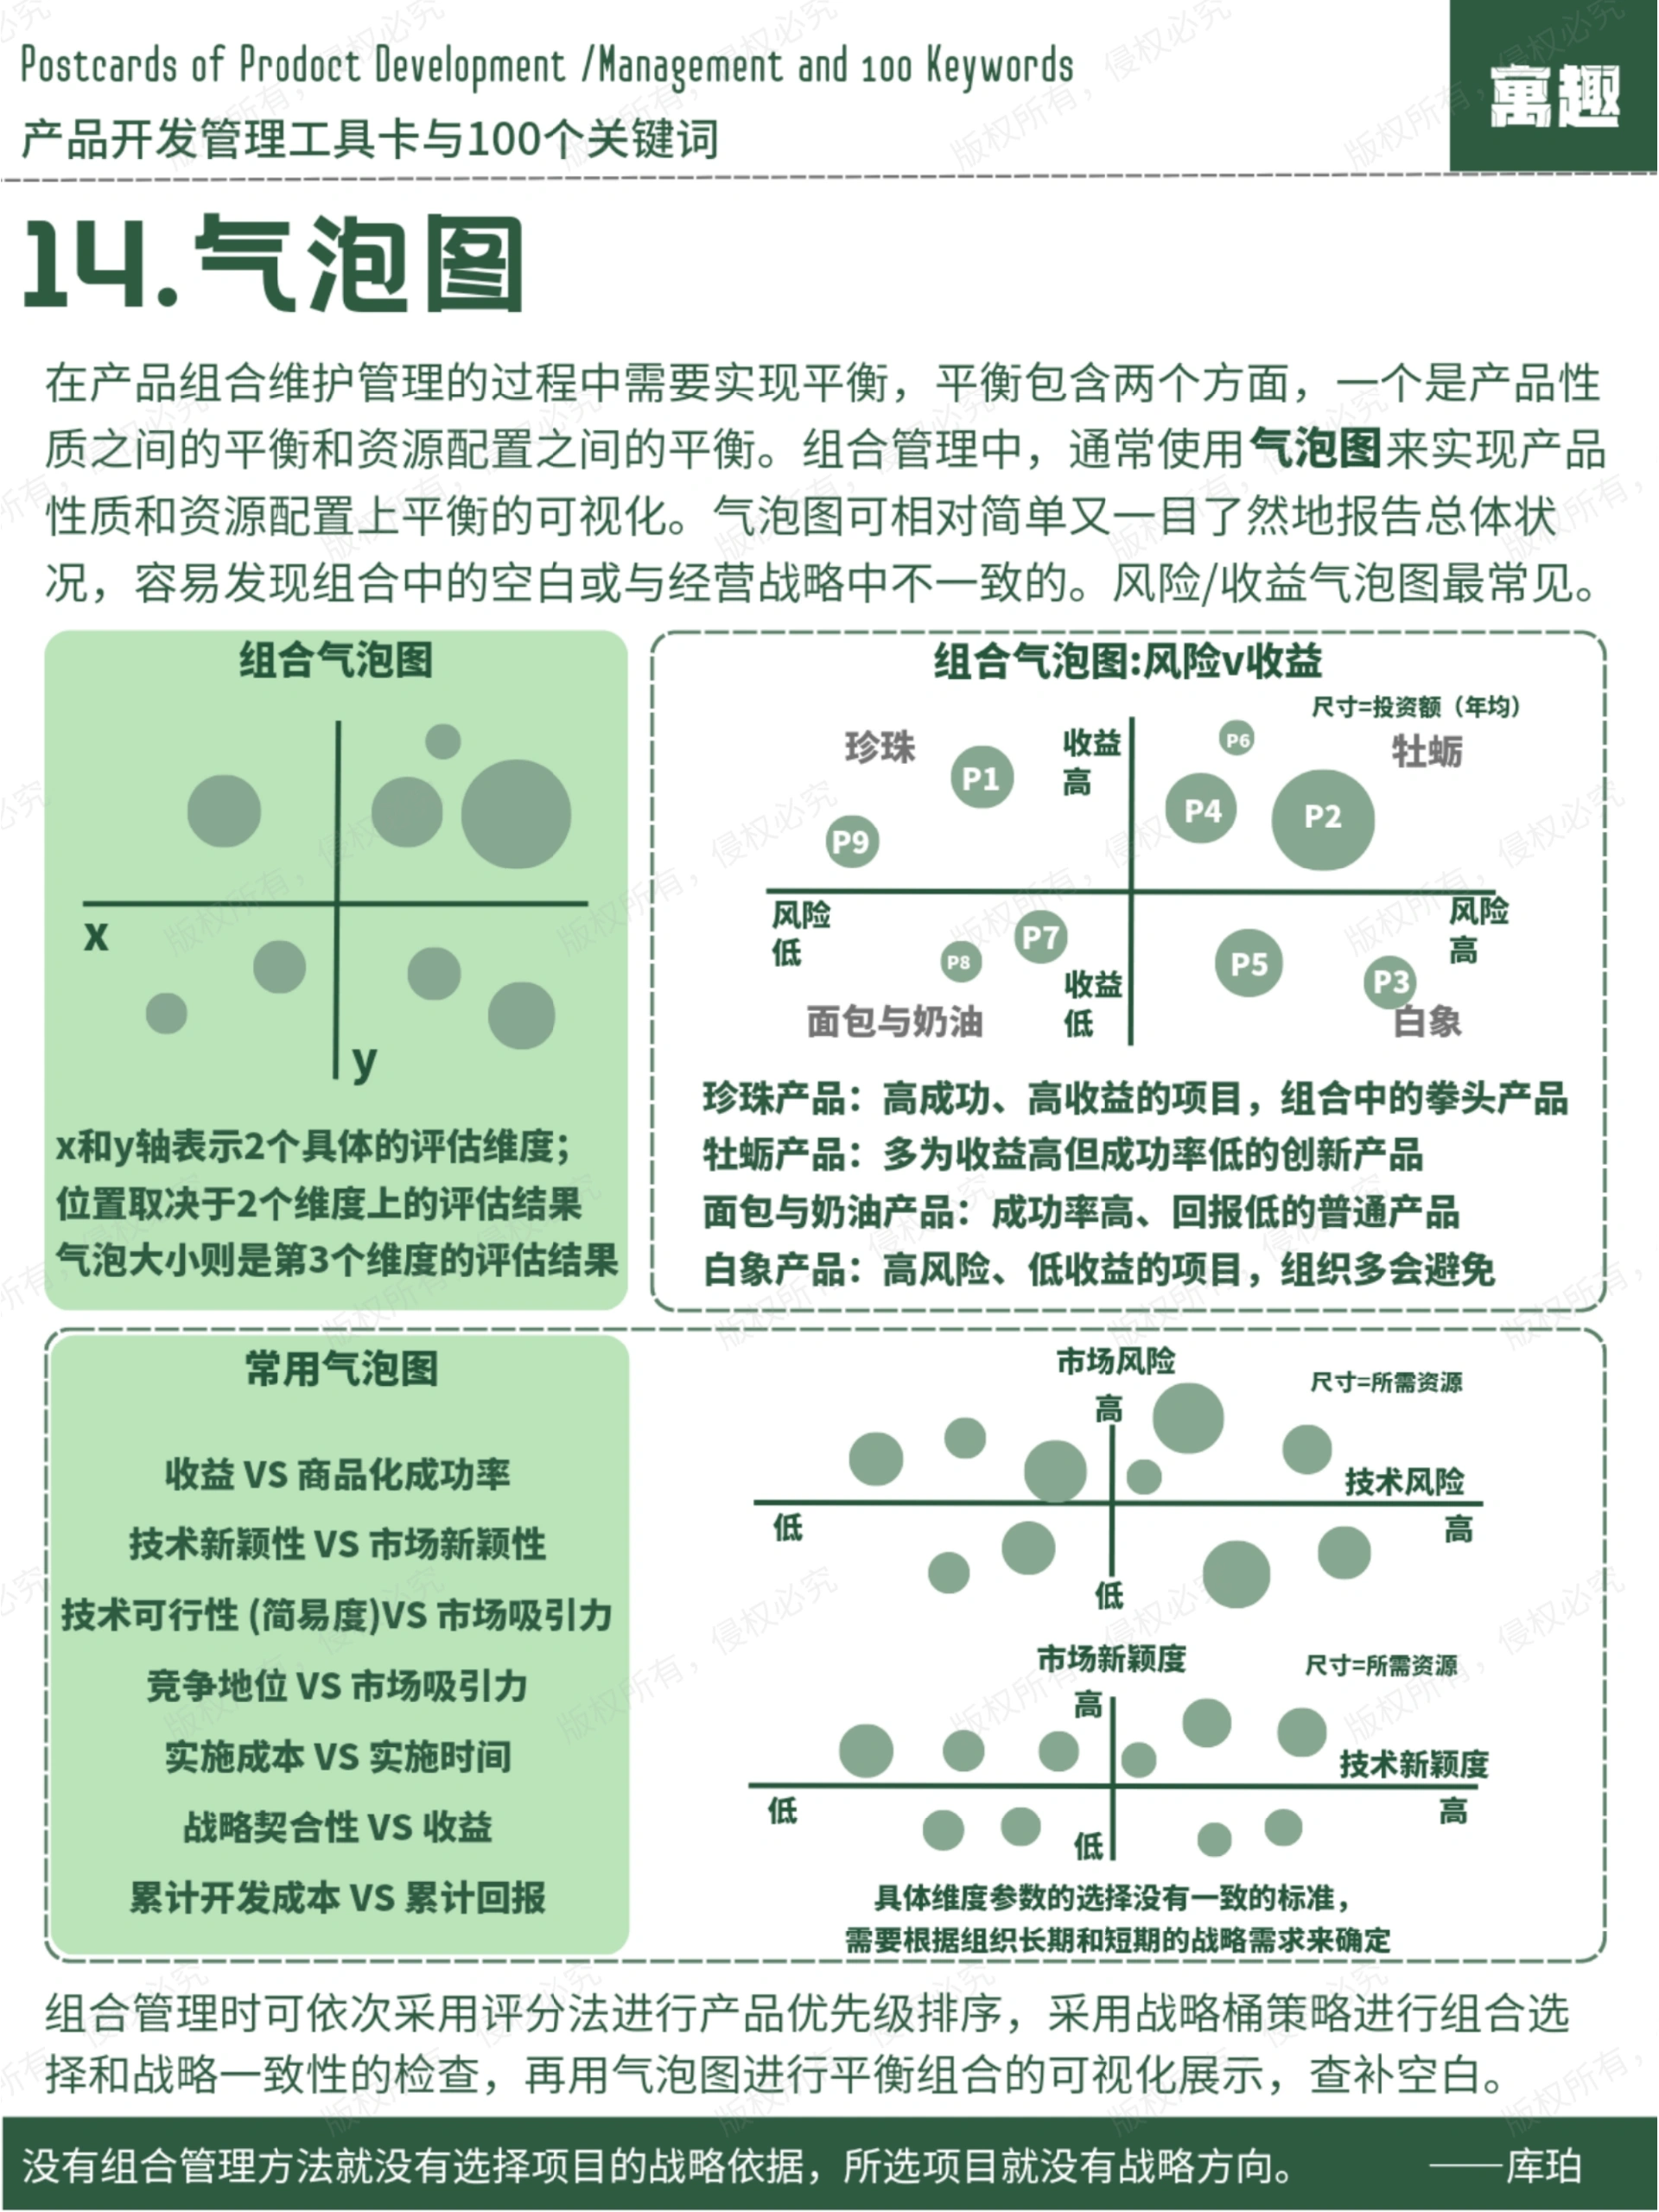 Postcards of Prodoct Development /Management and 100 Keywords
产品开发管理工具卡与100个关键词
寓趣
14.气泡图
在产品组合维护管理的过程中需要实现平衡，平衡包含两个方面，一个是产品性
质之间的平衡和资源配置之间的平衡。组合管理中，通常使用气泡图来实现产品
性质和资源配置上平衡的可视化。气泡图可相对简单又一目了然地报告总体状
况，容易发现组合中的空白或与经营战略中不一致的。风险/收益气泡图最常见。
组合气泡图
x
y
x和y轴表示2个具体的评估维度；
位置取决于2个维度上的评估结果
气泡大小则是第3个维度的评估结果
组合气泡图:风险v收益
尺寸=投资额（年均）
珍珠
收益
高
牡蛎
P6
P1
P4
P2
P9
风险
低
风险
高
P7
P8
P5
P3
收益
低
面包与奶油
白象
珍珠产品：高成功、高收益的项目，组合中的拳头产品
牡蛎产品：多为收益高但成功率低的创新产品
面包与奶油产品：成功率高、回报低的普通产品
白象产品：高风险、低收益的项目，组织多会避免
常用气泡图
收益 VS 商品化成功率
技术新颖性 VS 市场新颖性
技术可行性 (简易度)VS 市场吸引力
竞争地位 VS 市场吸引力
实施成本 VS 实施时间
战略契合性 VS 收益
累计开发成本 VS 累计回报
市场风险
尺寸=所需资源
高
技术风险
低
高
低
市场新颖度
尺寸=所需资源
高
技术新颖度
低
高
低
具体维度参数的选择没有一致的标准，
需要根据组织长期和短期的战略需求来确定
组合管理时可依次采用评分法进行产品优先级排序，采用战略桶策略进行组合选
择和战略一致性的检查，再用气泡图进行平衡组合的可视化展示，查补空白。
没有组合管理方法就没有选择项目的战略依据，所选项目就没有战略方向。 ——库珀
版权所有，侵权必究